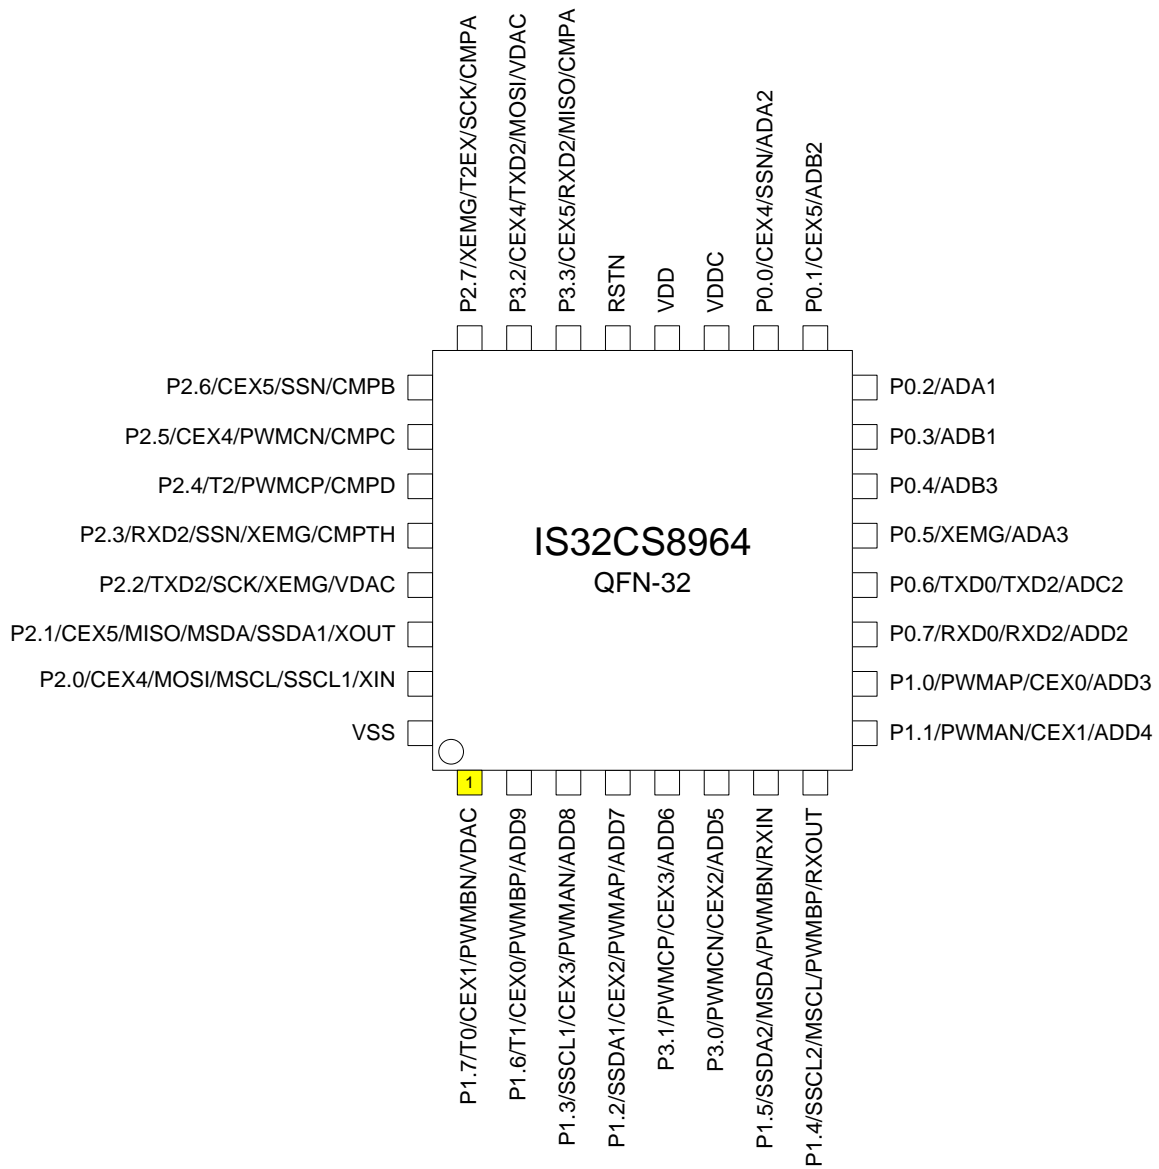 P2.7/XEMG/T2EX/SCK/CMPA
P3.2/CEX4/TXD2/MOSI/VDAC
P3.3/CEX5/RXD2/MISO/CMPA
RSTN
VDD
VDDC
P0.0/CEX4/SSN/ADA2
P0.1/CEX5/ADB2
P2.6/CEX5/SSN/CMPB
P2.5/CEX4/PWMCN/CMPC
P2.4/T2/PWMCP/CMPD
P2.3/RXD2/SSN/XEMG/CMPTH
P2.2/TXD2/SCK/XEMG/VDAC
P2.1/CEX5/MISO/MSDA/SSDA1/XOUT
P2.0/CEX4/MOSI/MSCL/SSCL1/XIN
VSS
IS32CS8964
QFN-32
P0.2/ADA1
P0.3/ADB1
P0.4/ADB3
P0.5/XEMG/ADA3
P0.6/TXD0/TXD2/ADC2
P0.7/RXD0/RXD2/ADD2
P1.0/PWMAP/CEX0/ADD3
P1.1/PWMAN/CEX1/ADD4
1
P1.7/T0/CEX1/PWMBN/VDAC
P1.6/T1/CEX0/PWMBP/ADD9
P1.3/SSCL1/CEX3/PWMAN/ADD8
P1.2/SSDA1/CEX2/PWMAP/ADD7
P3.1/PWMCP/CEX3/ADD6
P3.0/PWMCN/CEX2/ADD5
P1.5/SSDA2/MSDA/PWMBN/RXIN
P1.4/SSCL2/MSCL/PWMBP/RXOUT